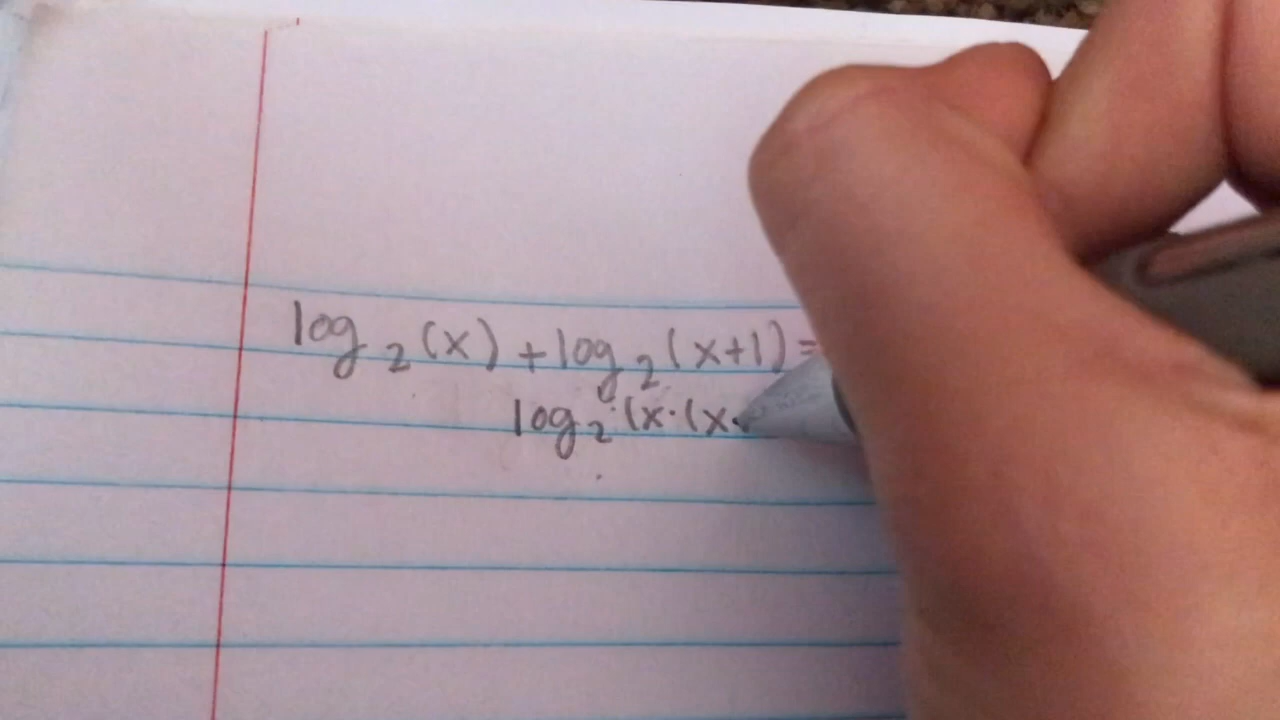 log₂(x) + log₂(x+1) =
log₂(x·(x